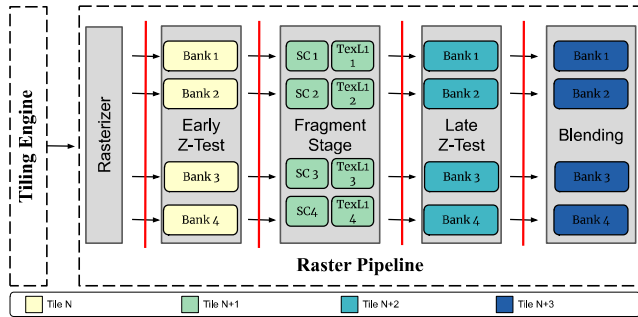 Tiling Engine
Rasterizer
Bank 1
Bank 2
Early
Z-Test
Bank 3
Bank 4
SC 1
TexL1
1
SC 2
TexL1
2
Fragment
Stage
SC 3
TexL1
3
SC4
TexL1
4
Bank 1
Bank 2
Late
Z-Test
Bank 3
Bank 4
Bank 1
Bank 2
Blending
Bank 3
Bank 4
Raster Pipeline
Tile N
Tile N+1
Tile N+2
Tile N+3